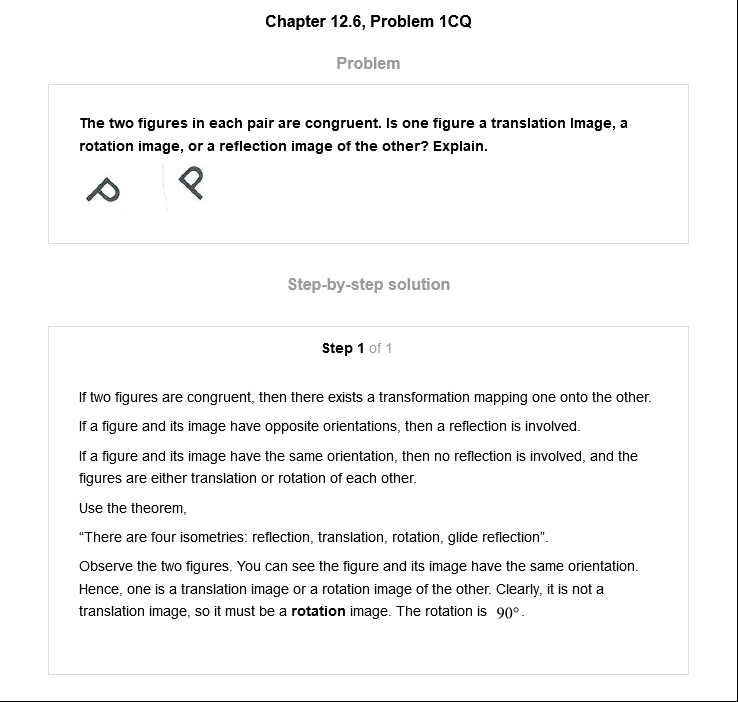 Chapter 12.6, Problem 1CQ
Problem
The two figures in each pair are congruent. Is one figure a translation image, a
rotation image, or a reflection image of the other? Explain.
P P
Step-by-step solution
Step 1 of 1
If two figures are congruent, then there exists a transformation mapping one onto the other.
If a figure and its image have opposite orientations, then a reflection is involved.
If a figure and its image have the same orientation, then no reflection is involved, and the
figures are either translation or rotation of each other.
Use the theorem,
“There are four isometries: reflection, translation, rotation, glide reflection”.
Observe the two figures. You can see the figure and its image have the same orientation.
Hence, one is a translation image or a rotation image of the other. Clearly, it is not a
translation image, so it must be a rotation image. The rotation is 90°.